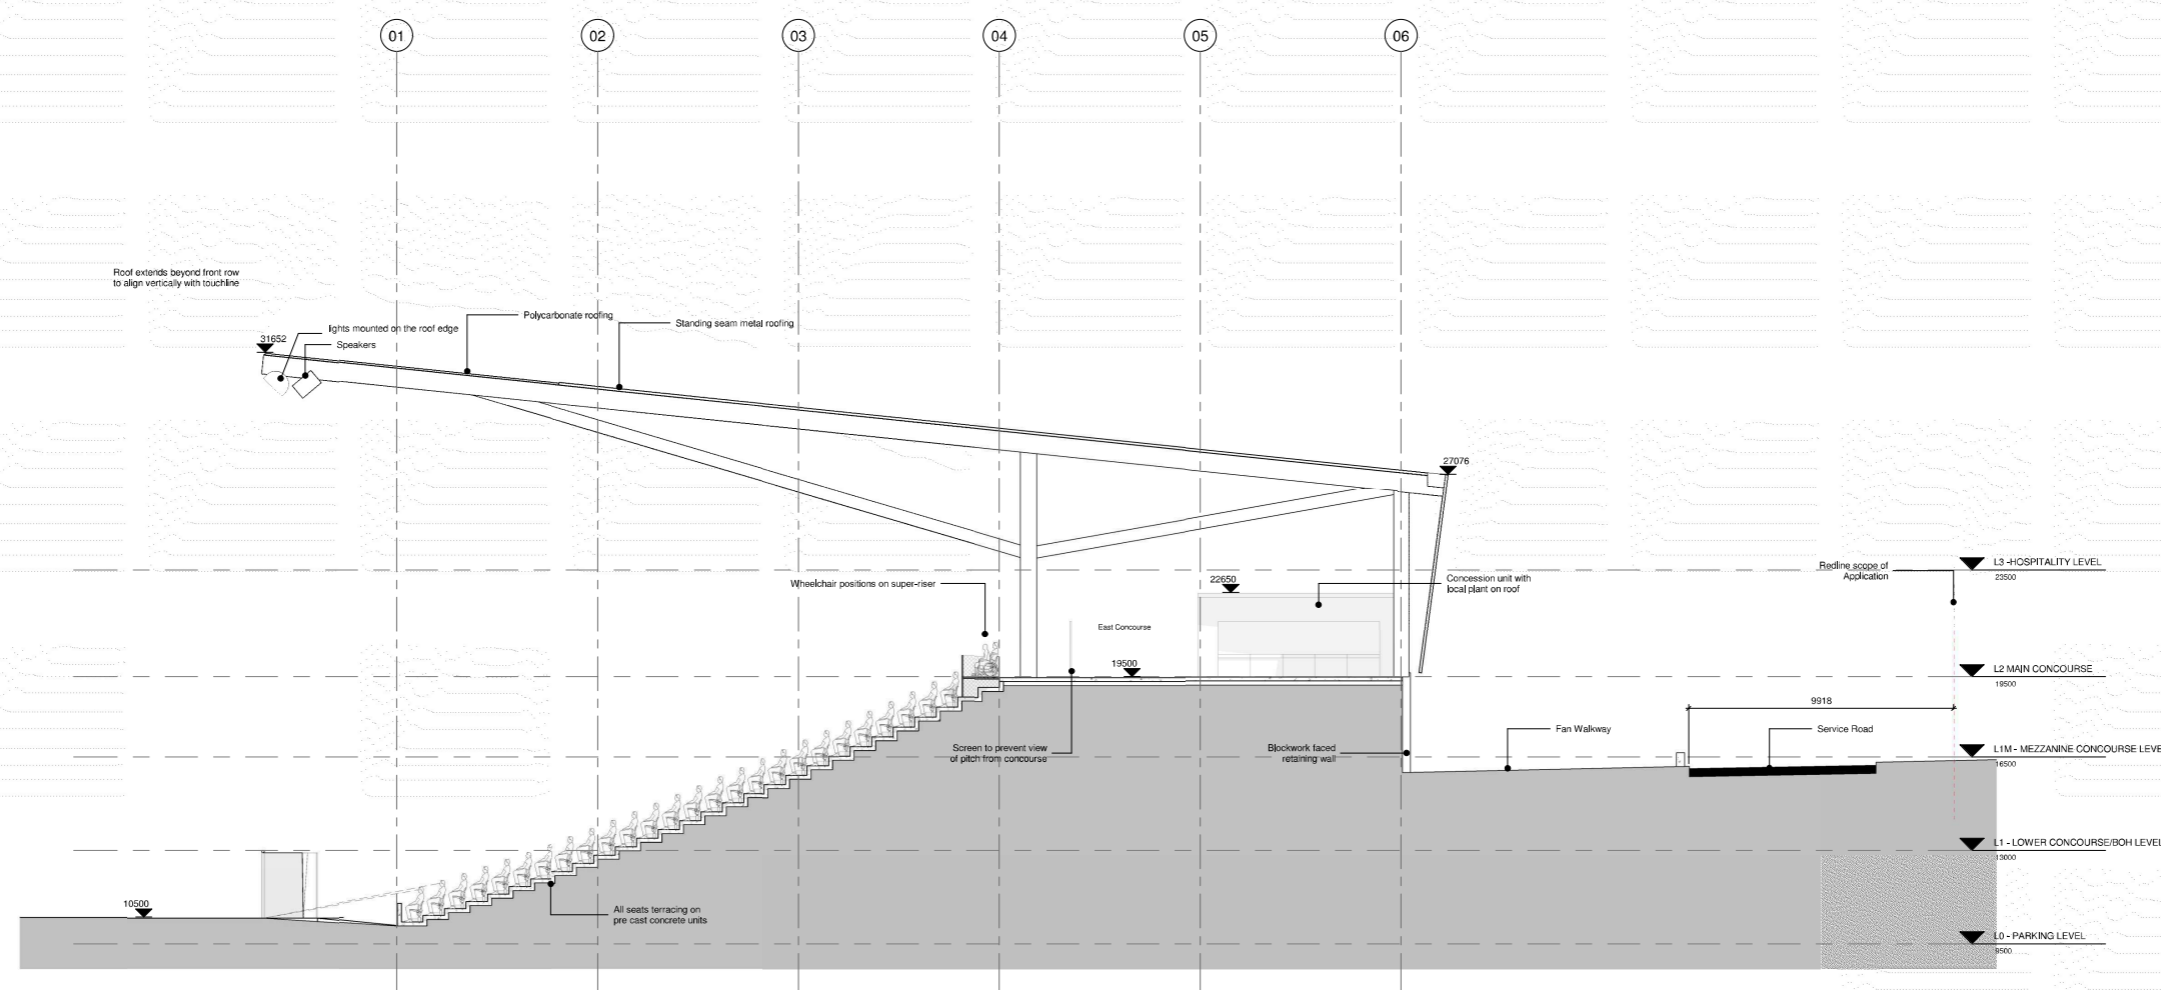 01
02
03
04
05
06
Roof extends beyond front row
to align vertically with touchline
lights mounted on the roof edge
Speakers
Polycarbonate roofing
Standing seam metal roofing
31652
27076
Wheelchair positions on super-riser
22650
Concession unit with
local plant on roof
Redline scope of
Application
L3 -HOSPITALITY LEVEL
23500
East Concourse
19500
L2 MAIN CONCOURSE
19500
9918
Screen to prevent view
of pitch from concourse
Blockwork faced
retaining wall
Fan Walkway
Service Road
L1M - MEZZANINE CONCOURSE LEVE
16500
L1 - LOWER CONCOURSE/BOH LEVEL
13000
10500
All seats terracing on
pre cast concrete units
L0 - PARKING LEVEL
9500